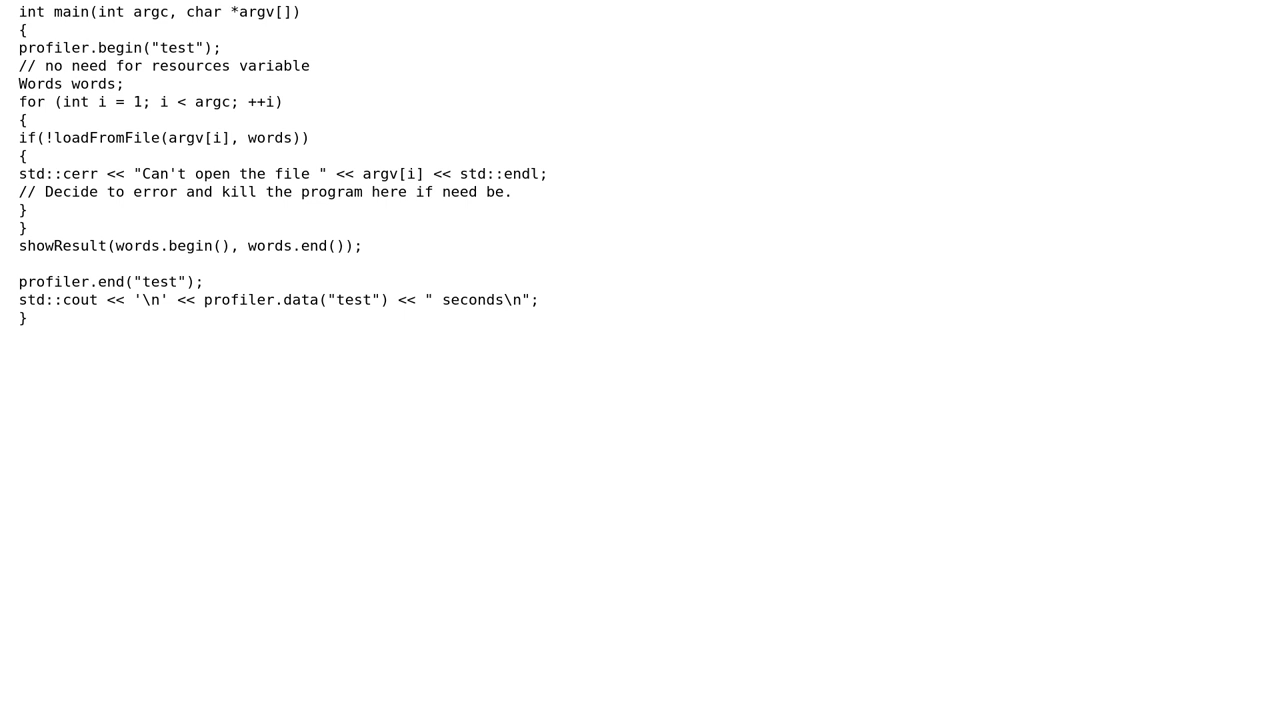 int main(int argc, char *argv[])
{
profiler.begin("test");
// no need for resources variable
Words words;
for (int i = 1; i < argc; ++i)
{
if(!loadFromFile(argv[i], words))
{
std::cerr << "Can't open the file " << argv[i] << std::endl;
// Decide to error and kill the program here if need be.
}
}
showResult(words.begin(), words.end());

profiler.end("test");
std::cout << '\n' << profiler.data("test") << " seconds\n";
}